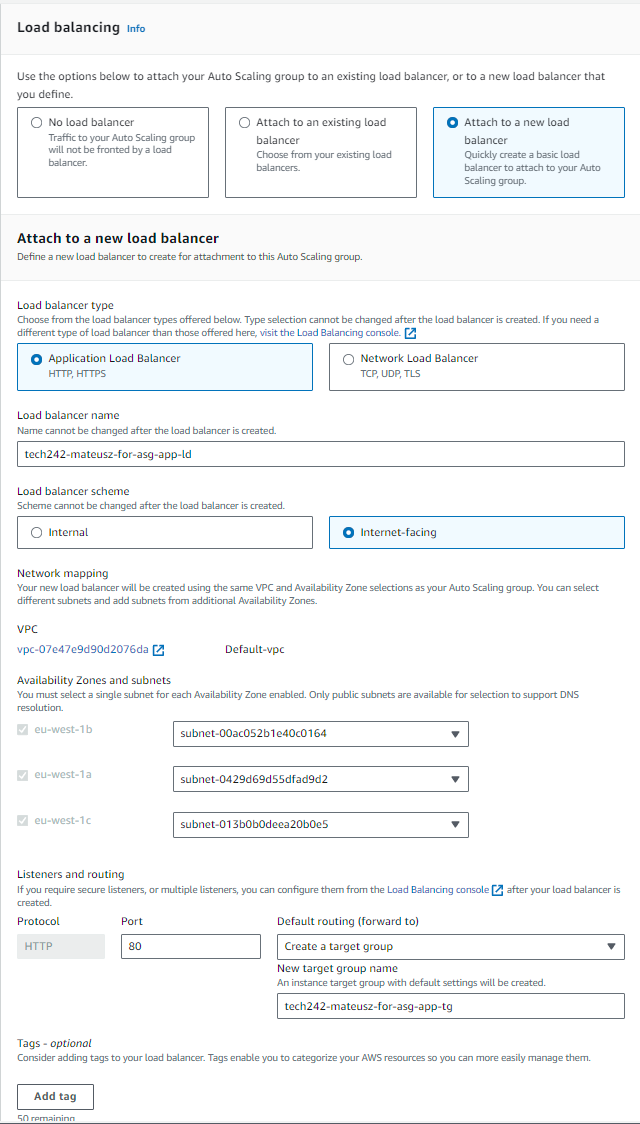 Load balancing Info
Use the options below to attach your Auto Scaling group to an existing load balancer, or to a new load balancer that
you define.
No load balancer
Traffic to your Auto Scaling group
will not be fronted by a load
balancer.
Attach to an existing load
balancer
Choose from your existing load
balancers.
Attach to a new load
balancer
Quickly create a basic load
balancer to attach to your Auto
Scaling group.
Attach to a new load balancer
Define a new load balancer to create for attachment to this Auto Scaling group.
Load balancer type
Choose from the load balancer types offered below. Type selection cannot be changed after the load balancer is created. If you need a
different type of load balancer than those offered here, visit the Load Balancing console.
Application Load Balancer
HTTP, HTTPS
Network Load Balancer
TCP, UDP, TLS
Load balancer name
Name cannot be changed after the load balancer is created.
tech242-mateusz-for-asg-app-ld
Load balancer scheme
Scheme cannot be changed after the load balancer is created.
Internal
Internet-facing
Network mapping
Your new load balancer will be created using the same VPC and Availability Zone selections as your Auto Scaling group. You can select
different subnets and add subnets from additional Availability Zones.
VPC
vpc-07e47e9d90d2076da
Default-vpc
Availability Zones and subnets
You must select a single subnet for each Availability Zone enabled. Only public subnets are available for selection to support DNS
resolution.
eu-west-1b
subnet-00ac052b1e40c0164
eu-west-1a
subnet-0429d69d55dfad9d2
eu-west-1c
subnet-013b0b0deea20b0e5
Listeners and routing
If you require secure listeners, or multiple listeners, you can configure them from the Load Balancing console after your load balancer is
created.
Protocol
HTTP
Port
80
Default routing (forward to)
Create a target group
New target group name
An instance target group with default settings will be created.
tech242-mateusz-for-asg-app-tg
Tags - optional
Consider adding tags to your load balancer. Tags enable you to categorize your AWS resources so you can more easily manage them.
Add tag
50 remaining